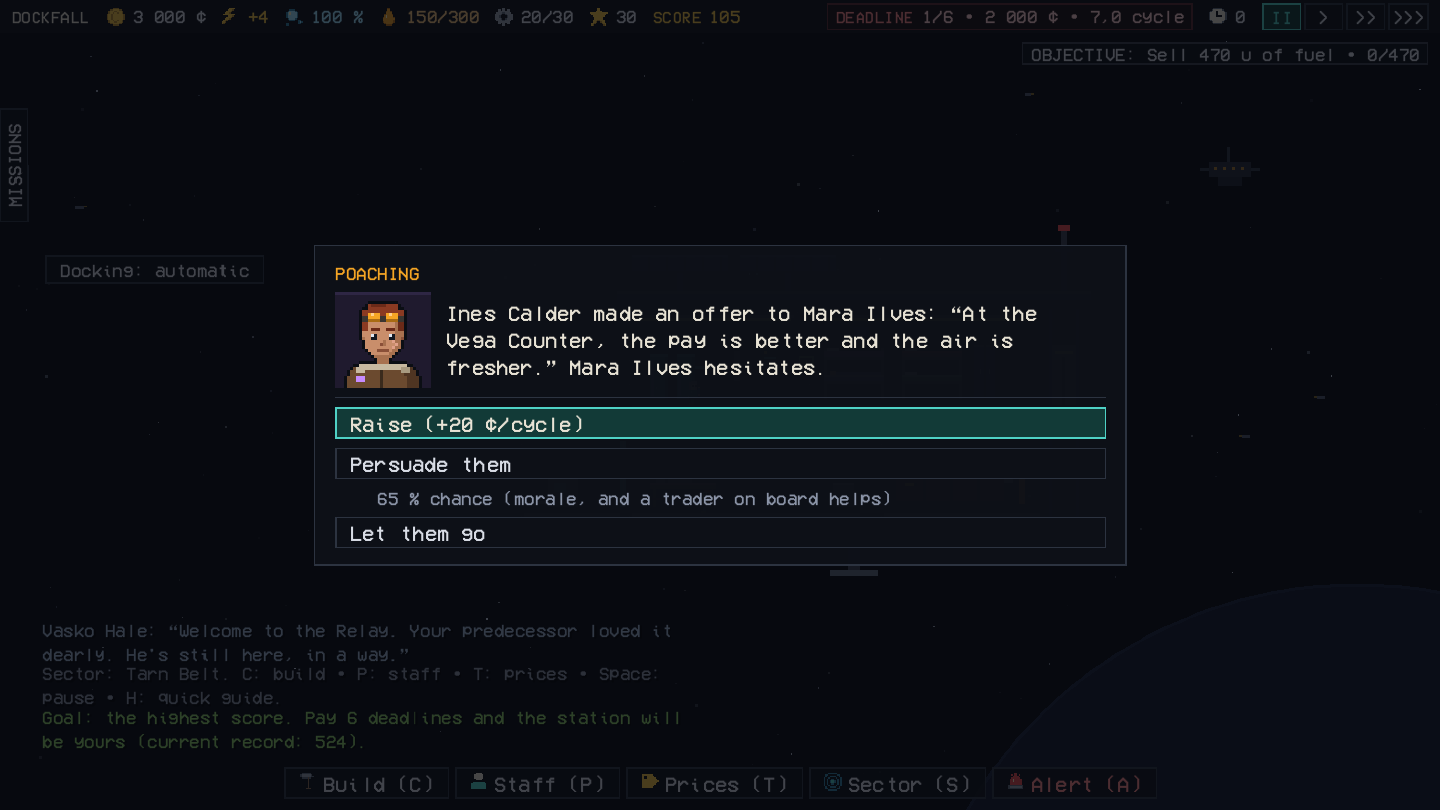 DOCKFALL 3 000 ¢ +4 100 % 150/300 20/30 30 SCORE 105 DEADLINE 1/6 • 2 000 ¢ • 7,0 cycle 0 II > >> >>>
OBJECTIVE: Sell 470 u of fuel • 0/470
MISSIONS
Docking: automatic
POACHING
Ines Calder made an offer to Mara Ilves: “At the
Vega Counter, the pay is better and the air is
fresher.” Mara Ilves hesitates.
Raise (+20 ¢/cycle)
Persuade them
65 % chance (morale, and a trader on board helps)
Let them go
Vasko Hale: “Welcome to the Relay. Your predecessor loved it
dearly. He's still here, in a way.”
Sector: Tarn Belt. C: build • P: staff • T: prices • Space:
pause • H: quick guide.
Goal: the highest score. Pay 6 deadlines and the station will
be yours (current record: 524).
Build (C) Staff (P) Prices (T) Sector (S) Alert (A)